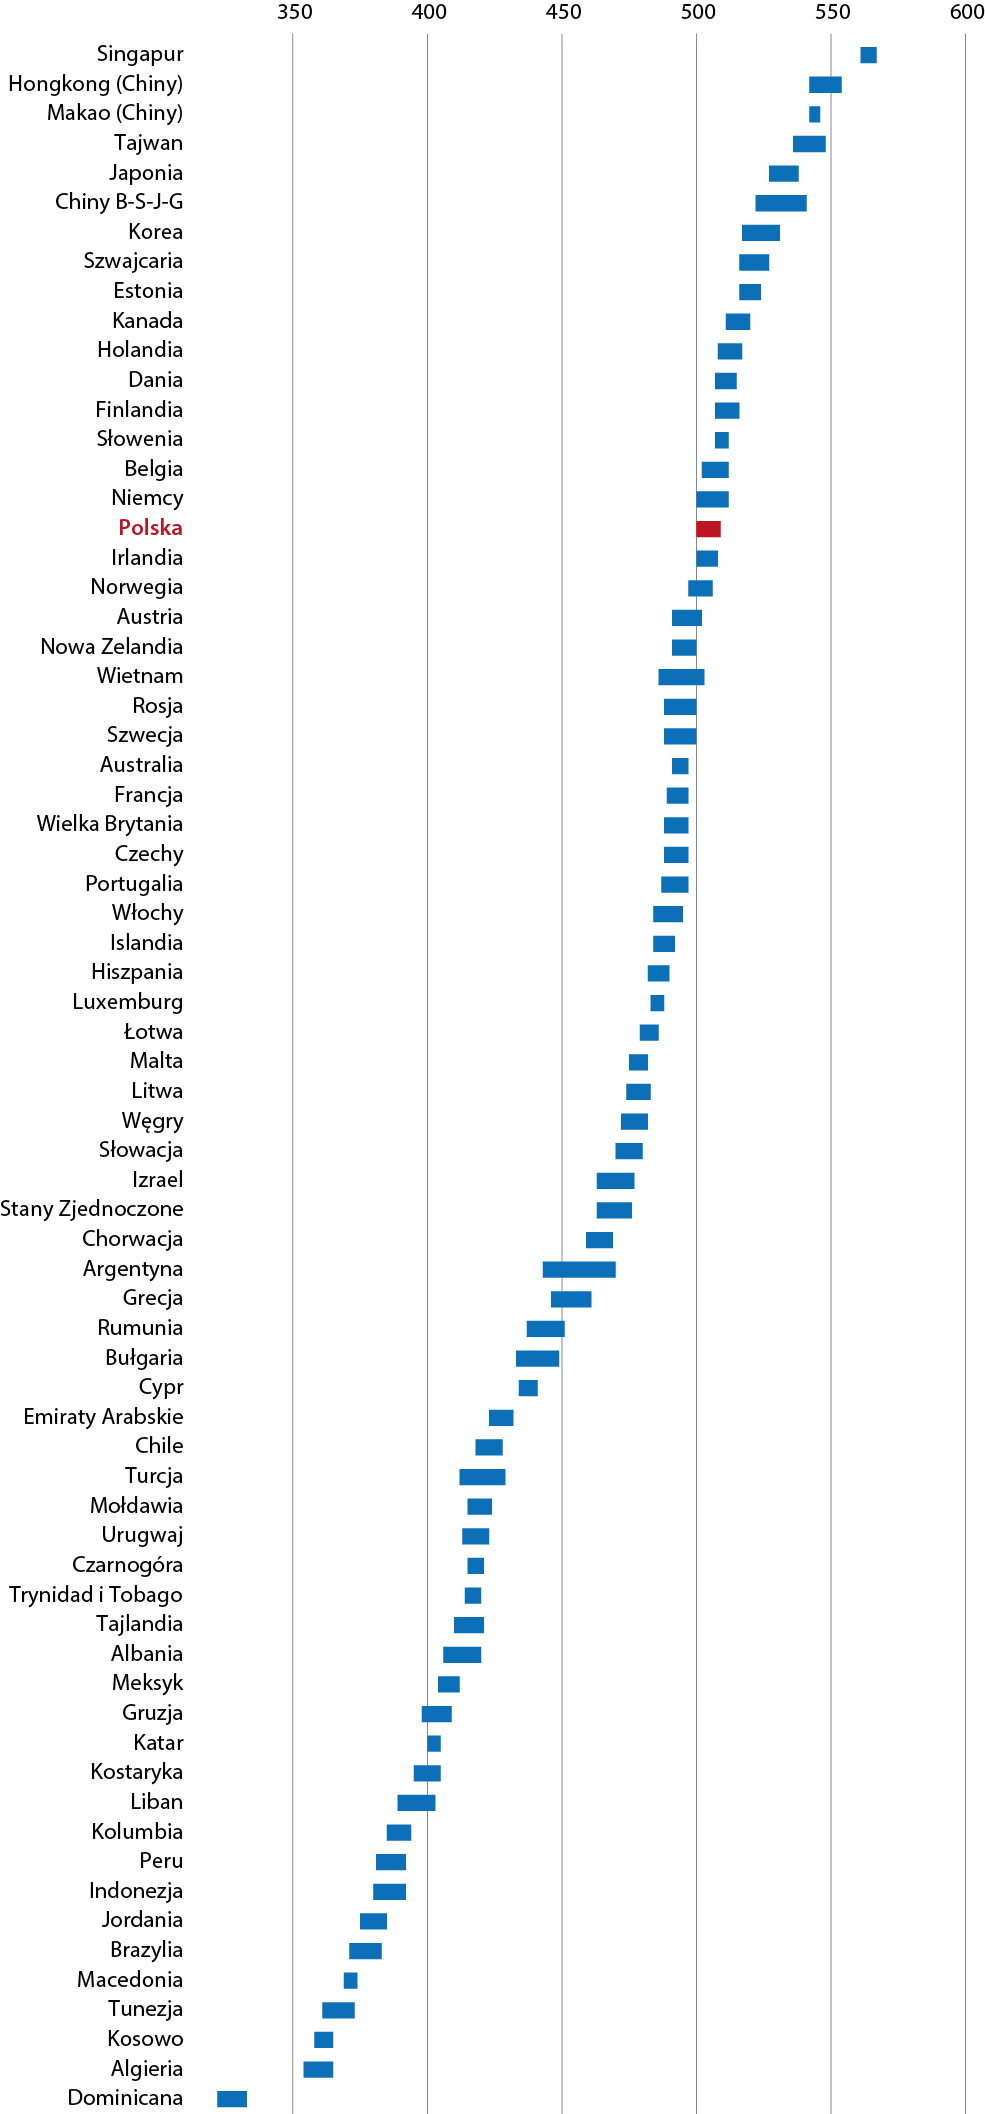 350 400 450 500 550 600
Singapur
Hongkong (Chiny)
Makao (Chiny)
Tajwan
Japonia
Chiny B-S-J-G
Korea
Szwajcaria
Estonia
Kanada
Holandia
Dania
Finlandia
Słowenia
Belgia
Niemcy
Polska
Irlandia
Norwegia
Austria
Nowa Zelandia
Wietnam
Rosja
Szwecja
Australia
Francja
Wielka Brytania
Czechy
Portugalia
Włochy
Islandia
Hiszpania
Luxemburg
Łotwa
Malta
Litwa
Węgry
Słowacja
Izrael
Stany Zjednoczone
Chorwacja
Argentyna
Grecja
Rumunia
Bułgaria
Cypr
Emiraty Arabskie
Chile
Turcja
Mołdawia
Urugwaj
Czarnogóra
Trynidad i Tobago
Tajlandia
Albania
Meksyk
Gruzja
Katar
Kostaryka
Liban
Kolumbia
Peru
Indonezja
Jordania
Brazylia
Macedonia
Tunezja
Kosowo
Algieria
Dominicana